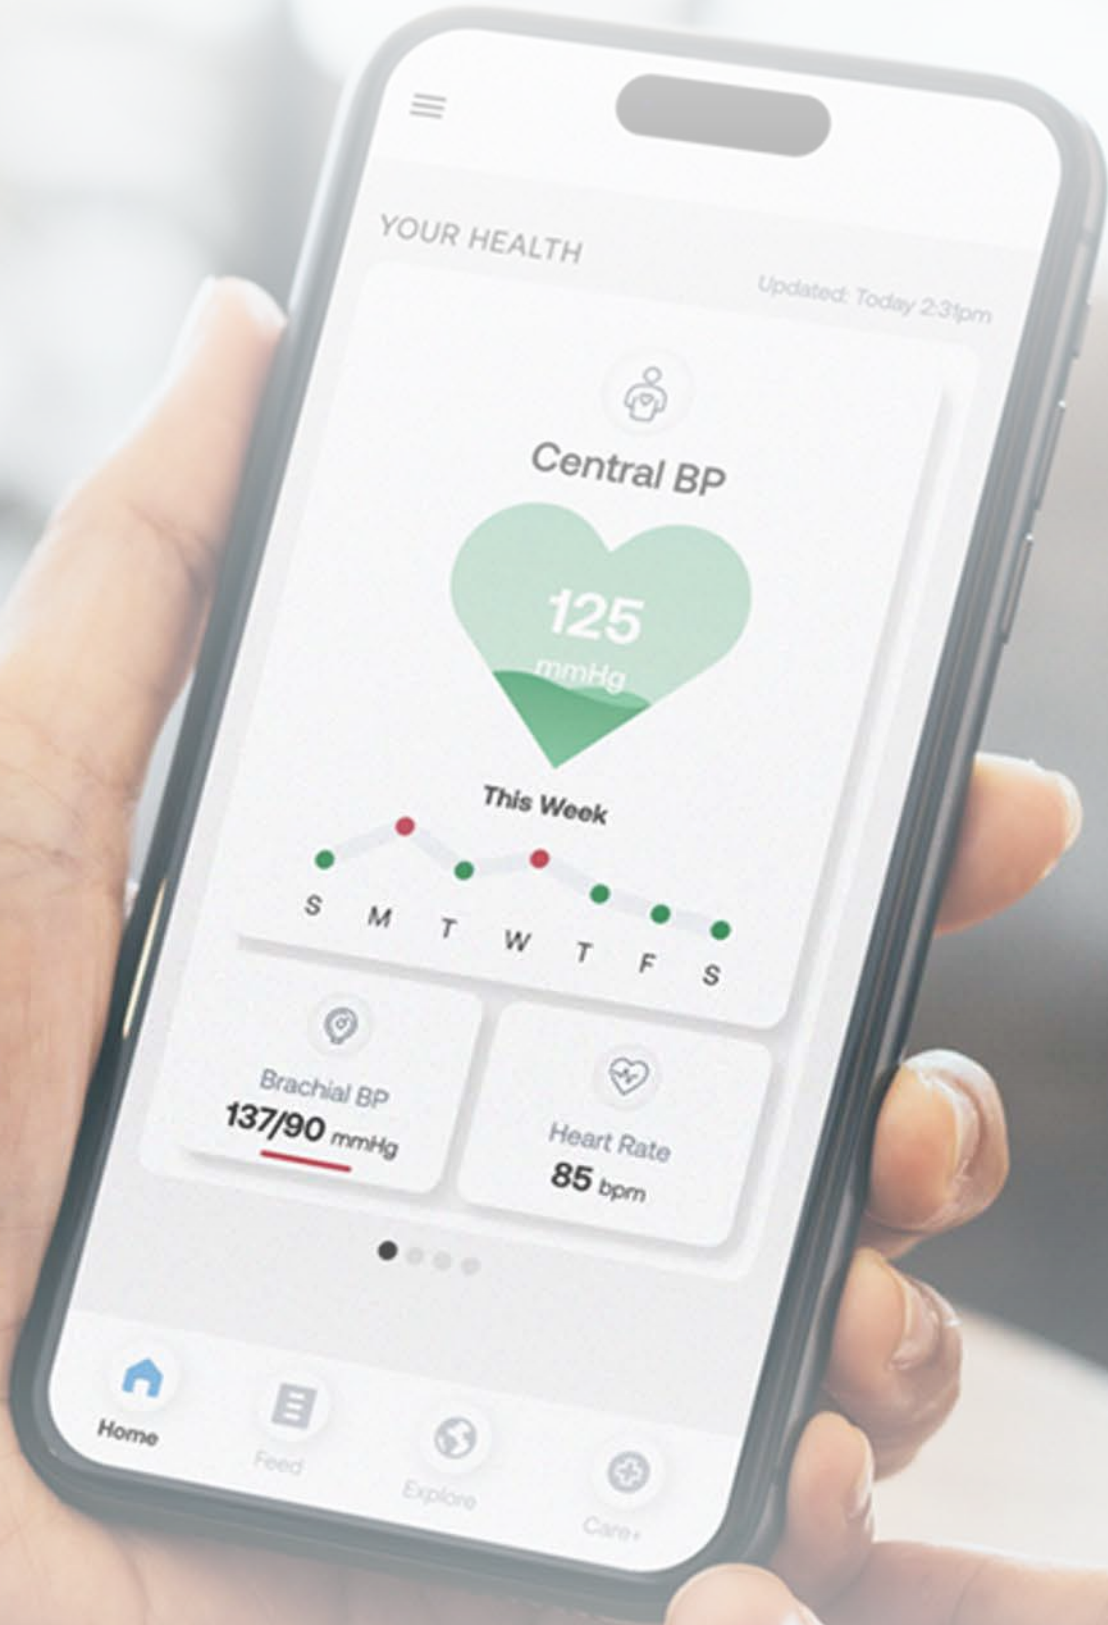 YOUR HEALTH
Updated: Today 2:31pm
Central BP
125
mmHg
This Week
S M T W T F S
Brachial BP
137/90 mmHg
Heart Rate
85 bpm
Home
Feed
Explore
Care+